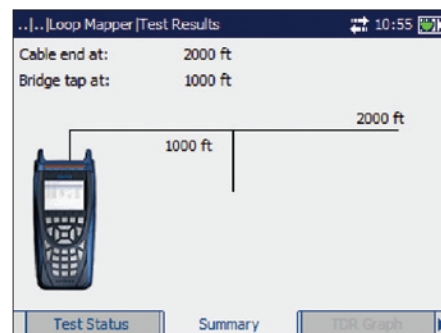 ..|..|Loop Mapper|Test Results 10:55
Cable end at: 2000 ft
Bridge tap at: 1000 ft
2000 ft
1000 ft
Test Status Summary TDR Graph